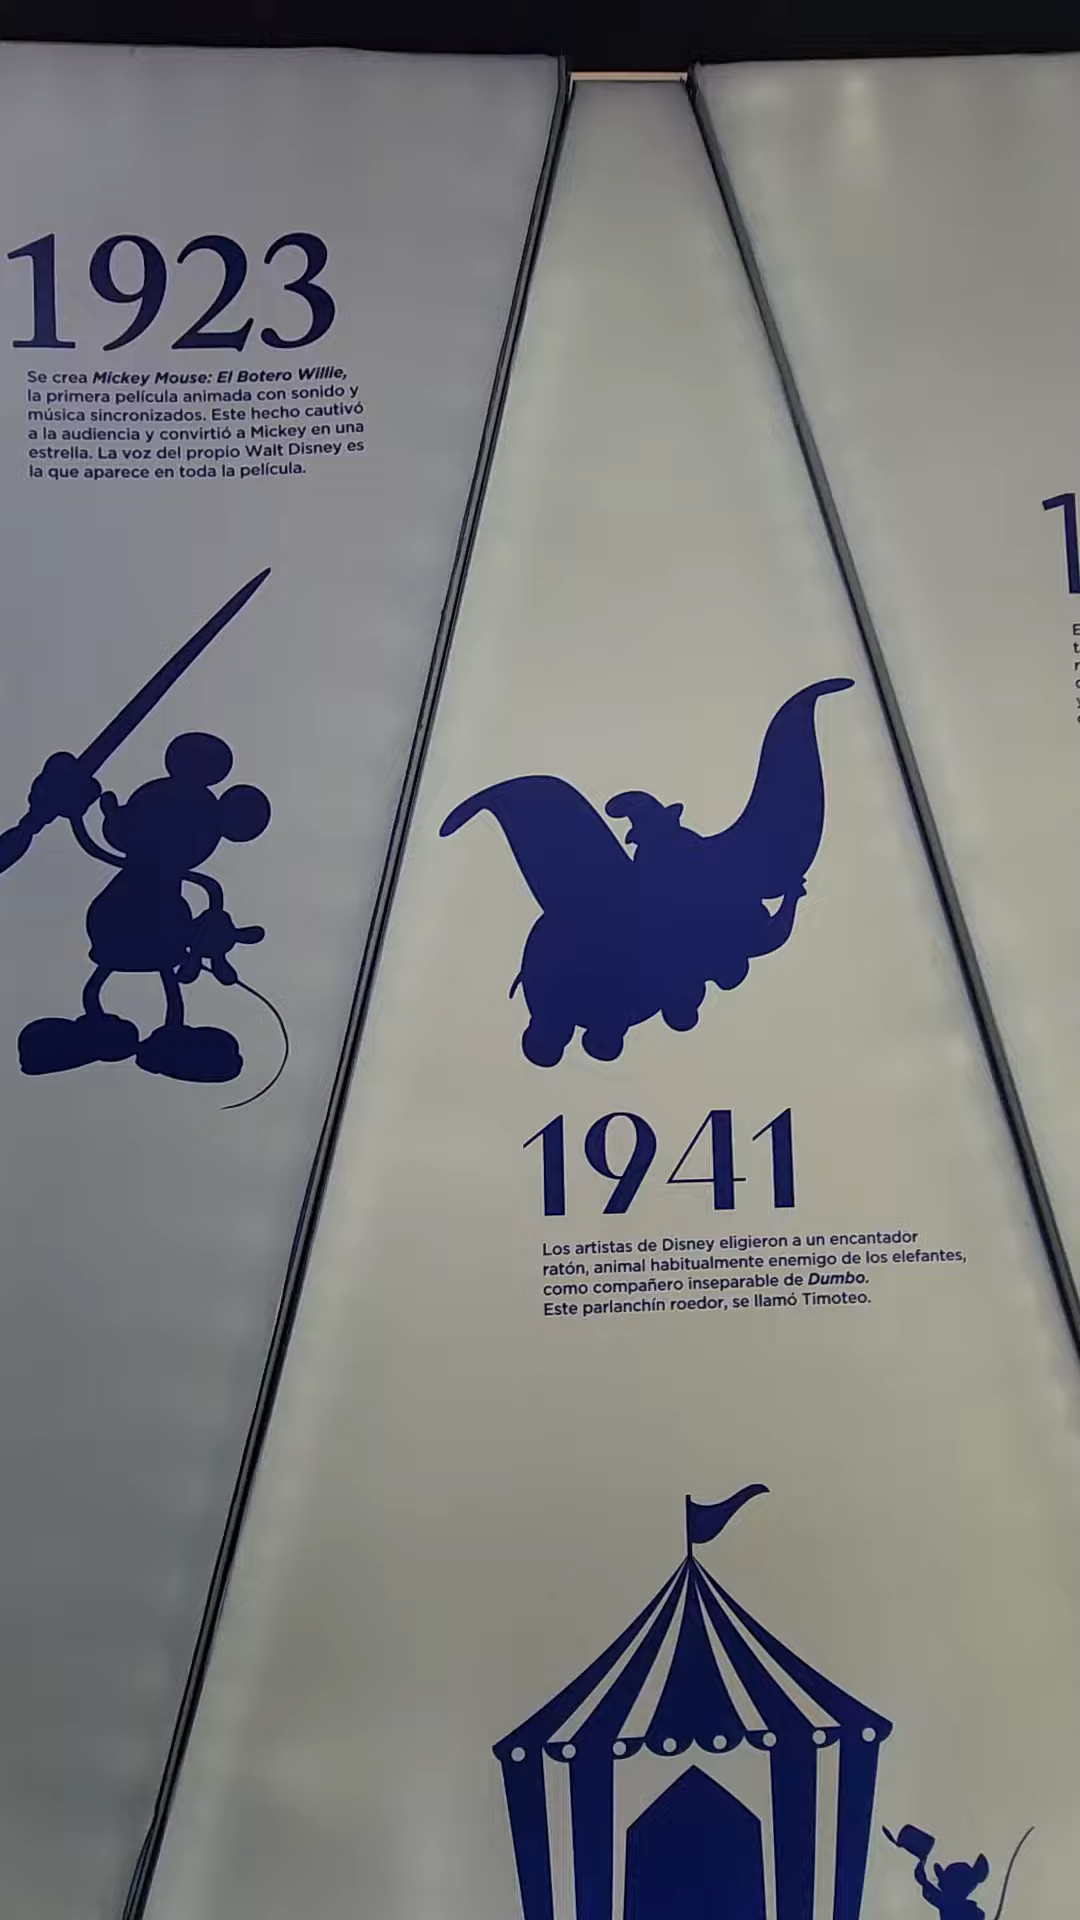 1923
Se crea Mickey Mouse: El Botero Willie,
la primera película animada con sonido y
música sincronizados. Este hecho cautivó
a la audiencia y convirtió a Mickey en una
estrella. La voz del propio Walt Disney es
la que aparece en toda la película.
1941
Los artistas de Disney eligieron a un encantador
ratón, animal habitualmente enemigo de los elefantes,
como compañero inseparable de Dumbo.
Este parlanchín roedor, se llamó Timoteo.